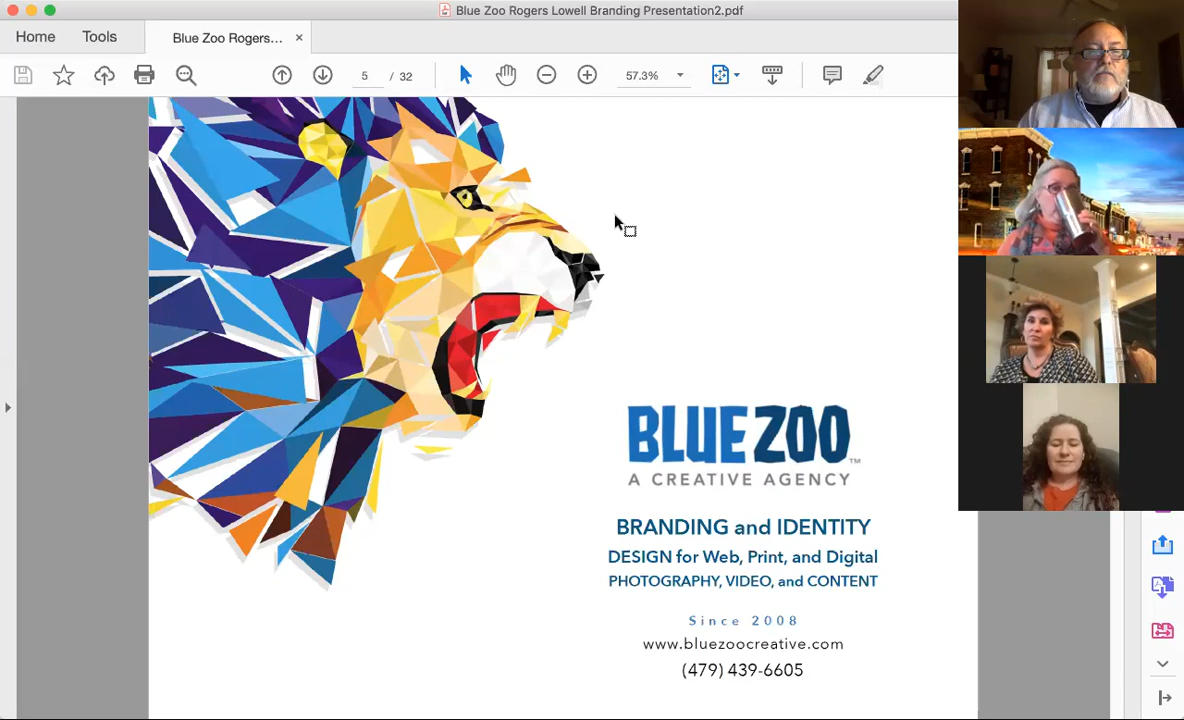 Blue Zoo Rogers Lowell Branding Presentation2.pdf
Home Tools Blue Zoo Rogers... ×
5 / 32 57.3%
BLUEZOO™
A CREATIVE AGENCY
BRANDING and IDENTITY
DESIGN for Web, Print, and Digital
PHOTOGRAPHY, VIDEO, and CONTENT
Since 2008
www.bluezoocreative.com
(479) 439-6605